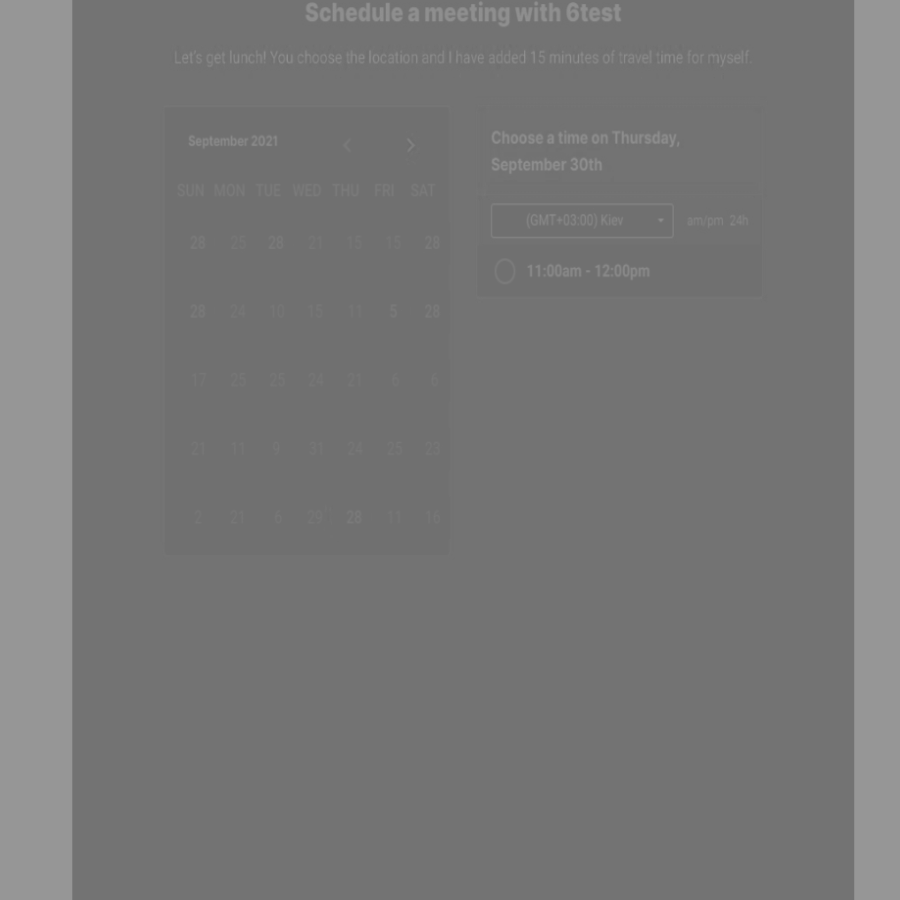 Schedule a meeting with 6test
Let's get lunch! You choose the location and I have added 15 minutes of travel time for myself.
September 2021
SUN MON TUE WED THU FRI SAT
28 25 28 21 16 15 28
28 24 10 15 11 5 28
17 25 25 24 21 6 6
21 11 9 31 24 25 23
2 21 6 29 28 11 16
Choose a time on Thursday,
September 30th
(GMT+03:00) Kiev am/pm 24h
11:00am - 12:00pm